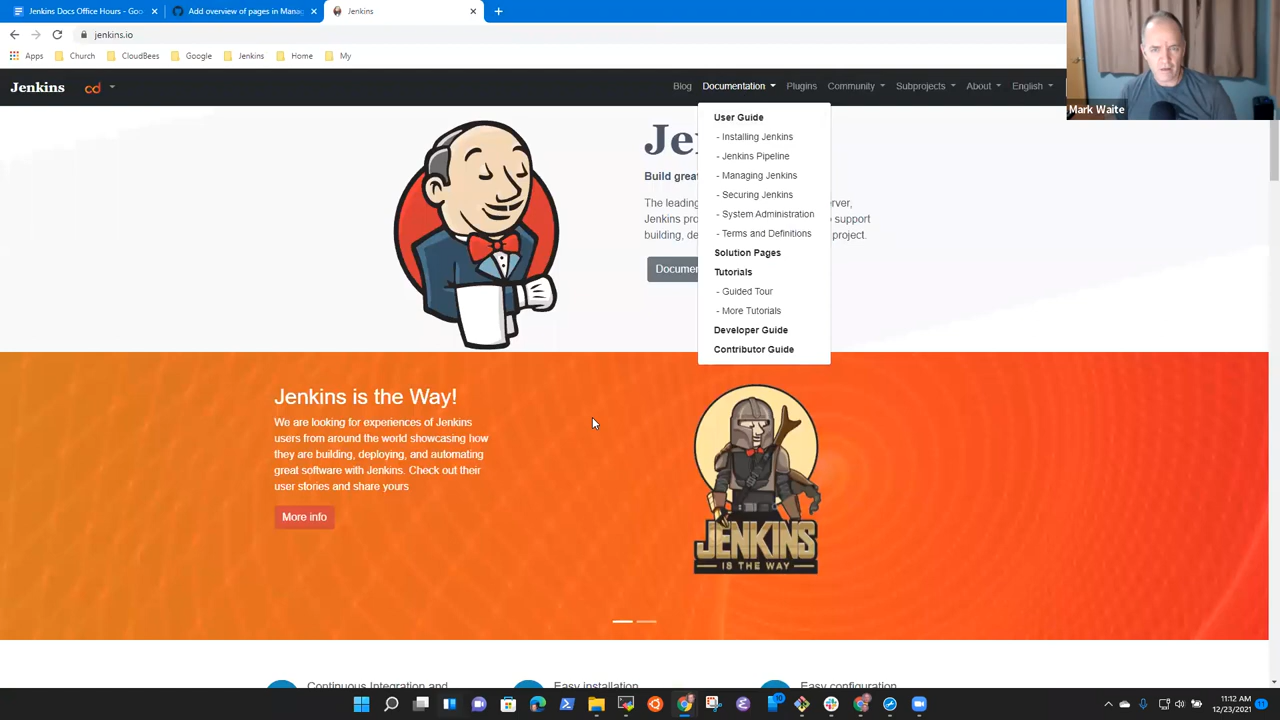 Jenkins Docs Office Hours - Goo
Add overview of pages in Manag
Jenkins
jenkins.io
Apps
Church
CloudBees
Google
Jenkins
Home
My
Mark Waite
Jenkins
cd
Blog
Documentation
Plugins
Community
Subprojects
About
English
User Guide
- Installing Jenkins
- Jenkins Pipeline
- Managing Jenkins
- Securing Jenkins
- System Administration
- Terms and Definitions
Solution Pages
Tutorials
- Guided Tour
- More Tutorials
Developer Guide
Contributor Guide
Je
Build grea
The leading
rver,
Jenkins pro
o support
building, de
project.
Documen
Jenkins is the Way!
We are looking for experiences of Jenkins
users from around the world showcasing how
they are building, deploying, and automating
great software with Jenkins. Check out their
user stories and share yours
More info
JENKINS
IS THE WAY
Continuous Integration and
Easy installation
Easy configuration
11:12 AM
12/23/2021